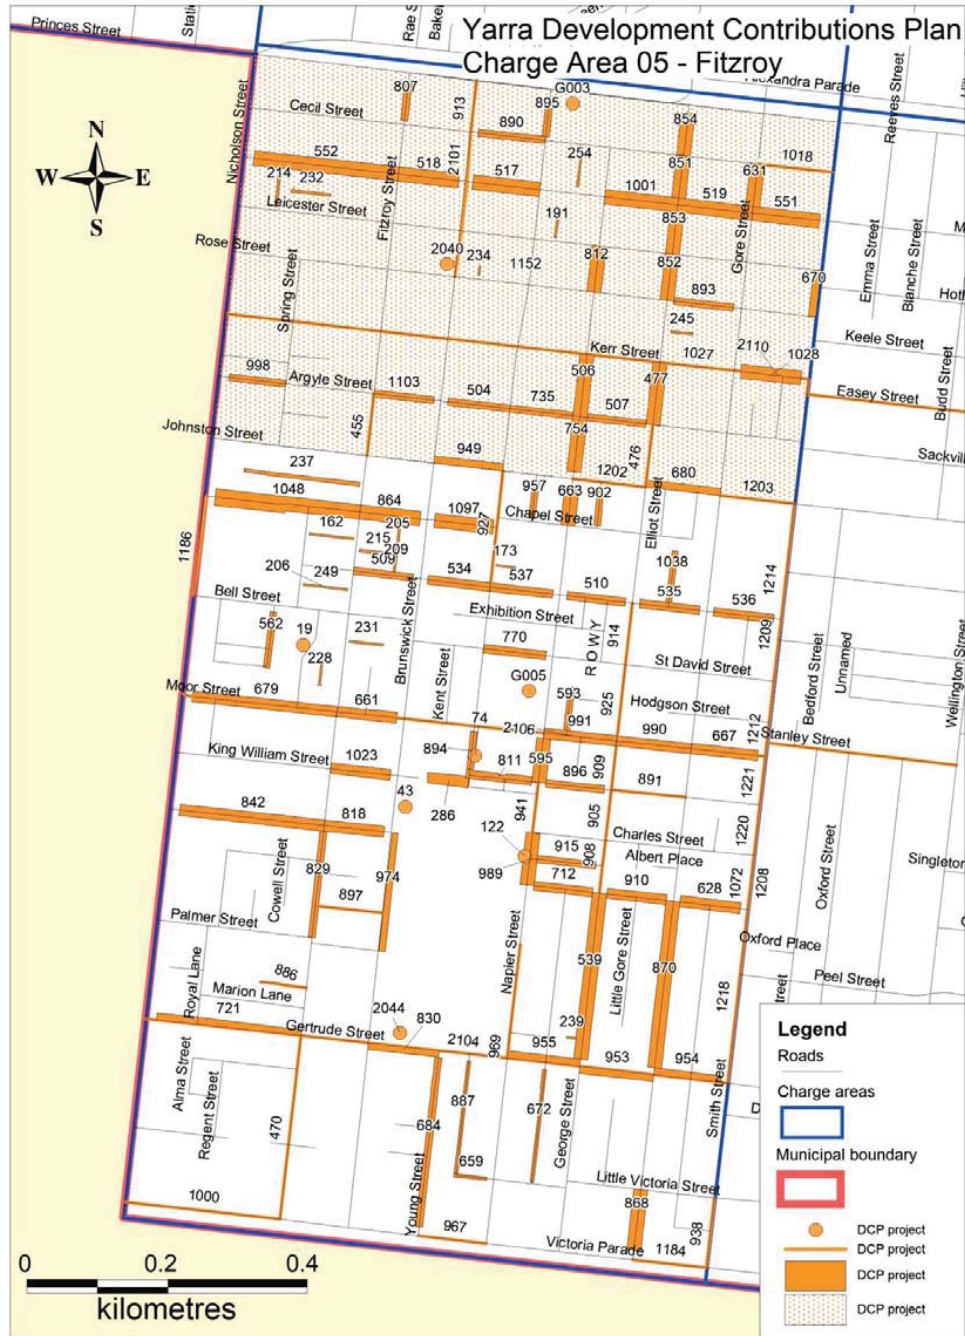 Princes Street
Rae S
Yarra Development Contributions Plan
Charge Area 05 - Fitzroy
Alexandra Parade
Reeves Street
Nicholson Street
Cecil Street
807
913
895
G003
890
854
N
W
E
S
552
518
2101
254
517
851
1018
631
1001
519
551
214
232
Leicester Street
Fitzroy Street
191
853
Gore Street
Emma Street
Blanche Street
Rose Street
Spring Street
2040
234
1152
812
852
893
670
245
2110
Keele Street
Kerr Street
1027
1028
998
Argyle Street
1103
504
735
506
477
507
Easey Street
Budd Street
Johnston Street
455
754
476
949
1202
680
1203
237
1048
864
1097
927
957
663
902
Chapel Street
Elliot Street
162
205
215
209
509
173
1186
206
249
534
537
510
1038
535
536
1214
Bell Street
Exhibition Street
1209
562
19
231
228
Brunswick Street
770
R O W Y
914
St David Street
Bedford Street
Unnamed
Wellington Street
Kent Street
G005
Moor Street
679
661
593
925
Hodgson Street
74
2106
991
990
667
1212
Stanley Street
King William Street
1023
894
811
595
896
909
891
1221
286
842
818
43
941
905
1220
Charles Street
122
915
908
Albert Place
989
712
910
628
1072
1208
Oxford Street
Cowell Street
829
974
897
Palmer Street
Napier Street
539
Little Gore Street
870
Oxford Place
Peel Street
Royal Lane
886
Marion Lane
721
Gertrude Street
2044
830
2104
969
955
239
953
954
1218
Smith Street
Alma Street
Regent Street
470
684
887
672
659
George Street
Little Victoria Street
868
1000
Young Street
967
Victoria Parade
1184
938
0
0.2
0.4
kilometres
Legend
Roads
Charge areas
Municipal boundary
DCP project
DCP project
DCP project
DCP project